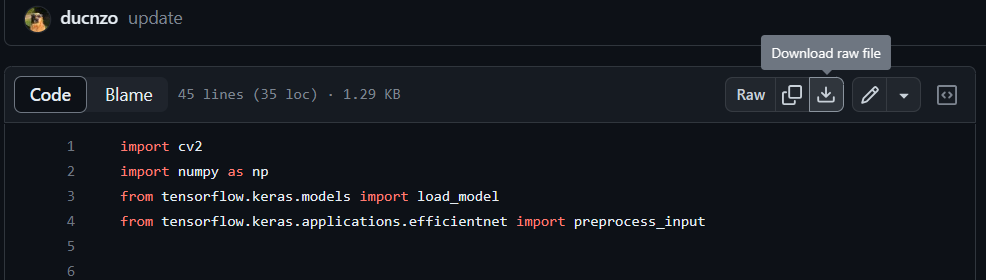 ducnzo update
Download raw file
Code Blame 45 lines (35 loc) · 1.29 KB Raw
1 import cv2
2 import numpy as np
3 from tensorflow.keras.models import load_model
4 from tensorflow.keras.applications.efficientnet import preprocess_input
5
6